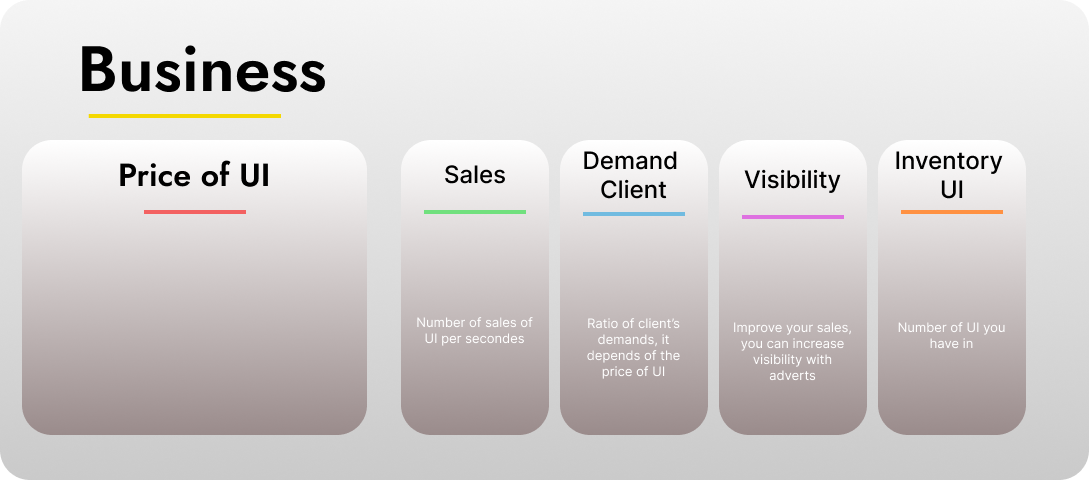 Business
Price of UI
Sales
Number of sales of
UI per secondes
Demand
Client
Ratio of client's
demands, it
depends of the
price of UI
Visibility
Improve your sales,
you can increase
visibility with
adverts
Inventory
UI
Number of UI you
have in